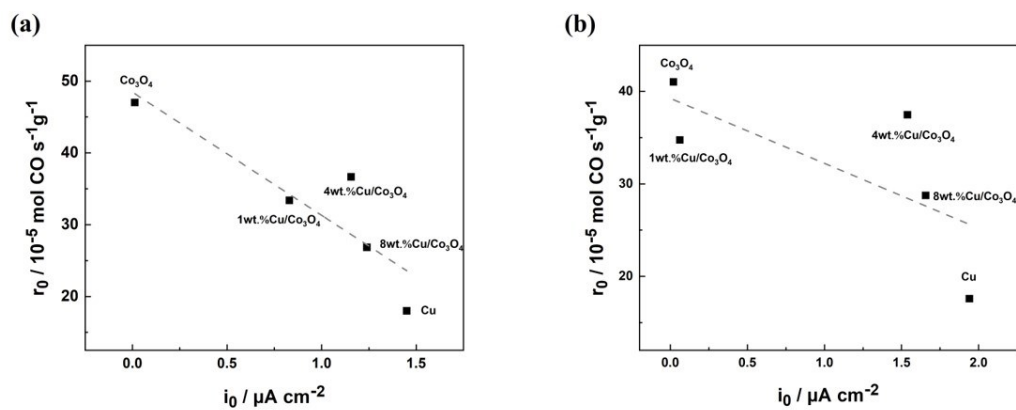 (a)
r₀ / 10⁻⁵ mol CO s⁻¹g⁻¹
50
40
30
20
Co₃O₄
4wt.%Cu/Co₃O₄
1wt.%Cu/Co₃O₄
8wt.%Cu/Co₃O₄
Cu
0.0 0.5 1.0 1.5
i₀ / μA cm⁻²
(b)
r₀ / 10⁻⁵ mol CO s⁻¹g⁻¹
40
30
20
Co₃O₄
4wt.%Cu/Co₃O₄
1wt.%Cu/Co₃O₄
8wt.%Cu/Co₃O₄
Cu
0.0 0.5 1.0 1.5 2.0
i₀ / μA cm⁻²